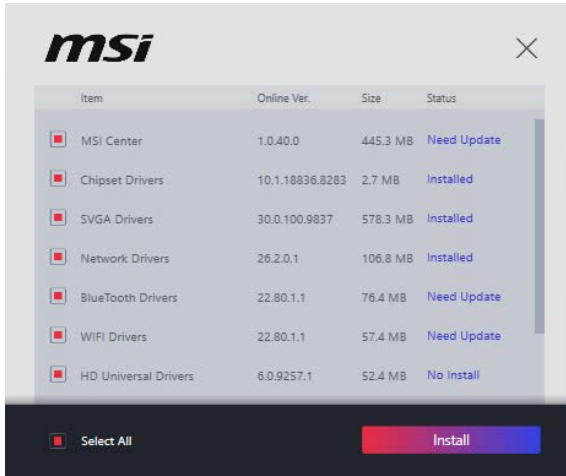 msi
Item Online Ver. Size Status
MSI Center 1.0.40.0 445.3 MB Need Update
Chipset Drivers 10.1.18836.8283 2.7 MB Installed
SVGA Drivers 30.0.100.9837 578.3 MB Installed
Network Drivers 26.2.0.1 106.8 MB Installed
BlueTooth Drivers 22.80.1.1 76.4 MB Need Update
WIFI Drivers 22.80.1.1 57.4 MB Need Update
HD Universal Drivers 6.0.9257.1 52.4 MB No Install
Select All Install